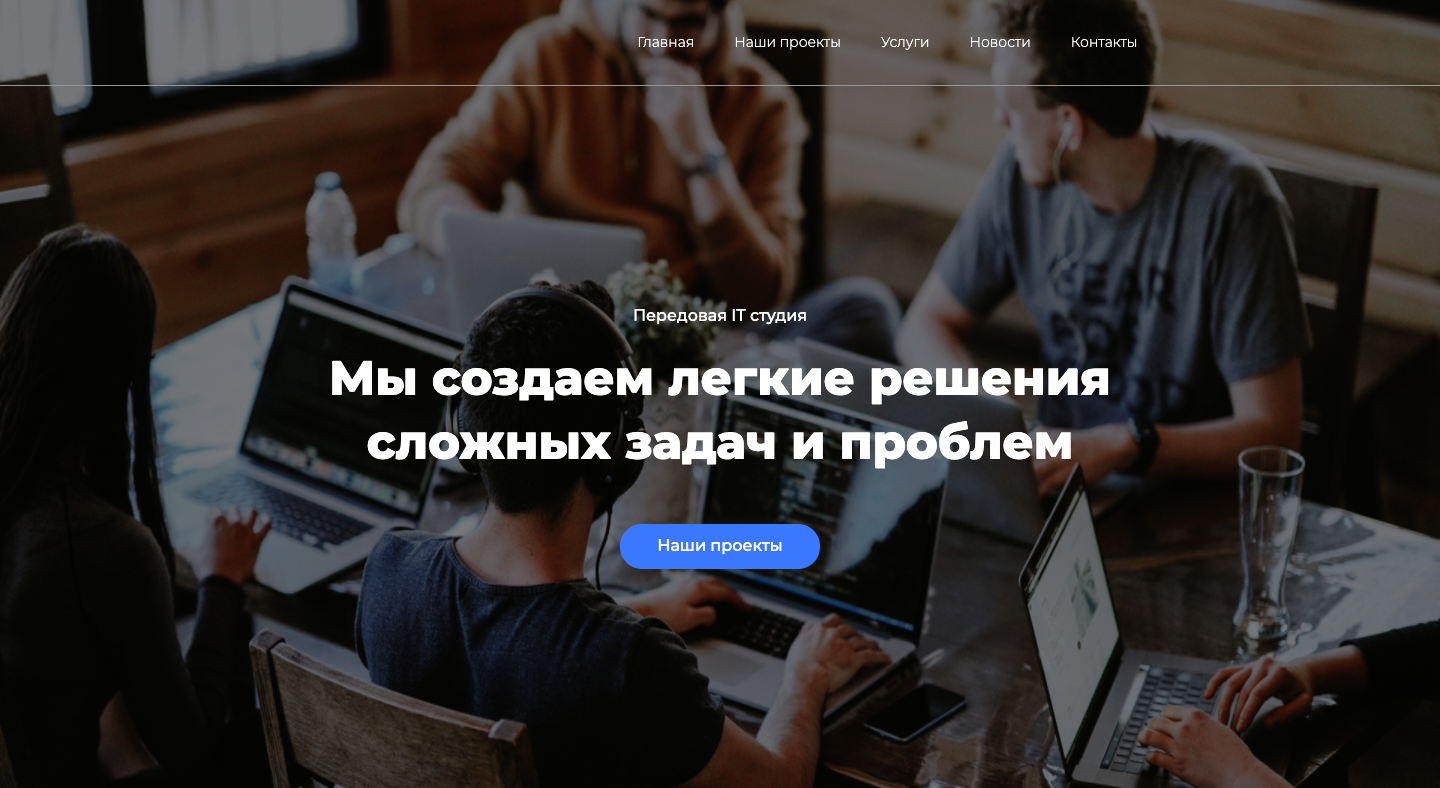 Главная Наши проекты Услуги Новости Контакты
Передовая IT студия
Мы создаем легкие решения
сложных задач и проблем
Наши проекты